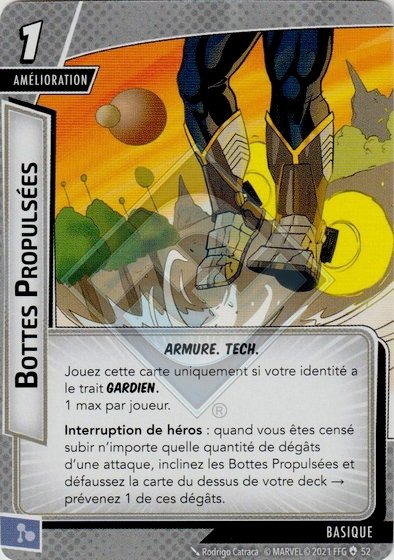 1
AMÉLIORATION
BOTTES PROPULSÉES
ARMURE. TECH.
Jouez cette carte uniquement si votre identité a
le trait GARDIEN.
1 max par joueur.
Interruption de héros : quand vous êtes censé
subir n'importe quelle quantité de dégâts
d'une attaque, inclinez les Bottes Propulsées et
défaussez la carte du dessus de votre deck →
prévenez 1 de ces dégâts.
®
BASIQUE
Rodrigo Catraca © MARVEL © 2021 FFG 52